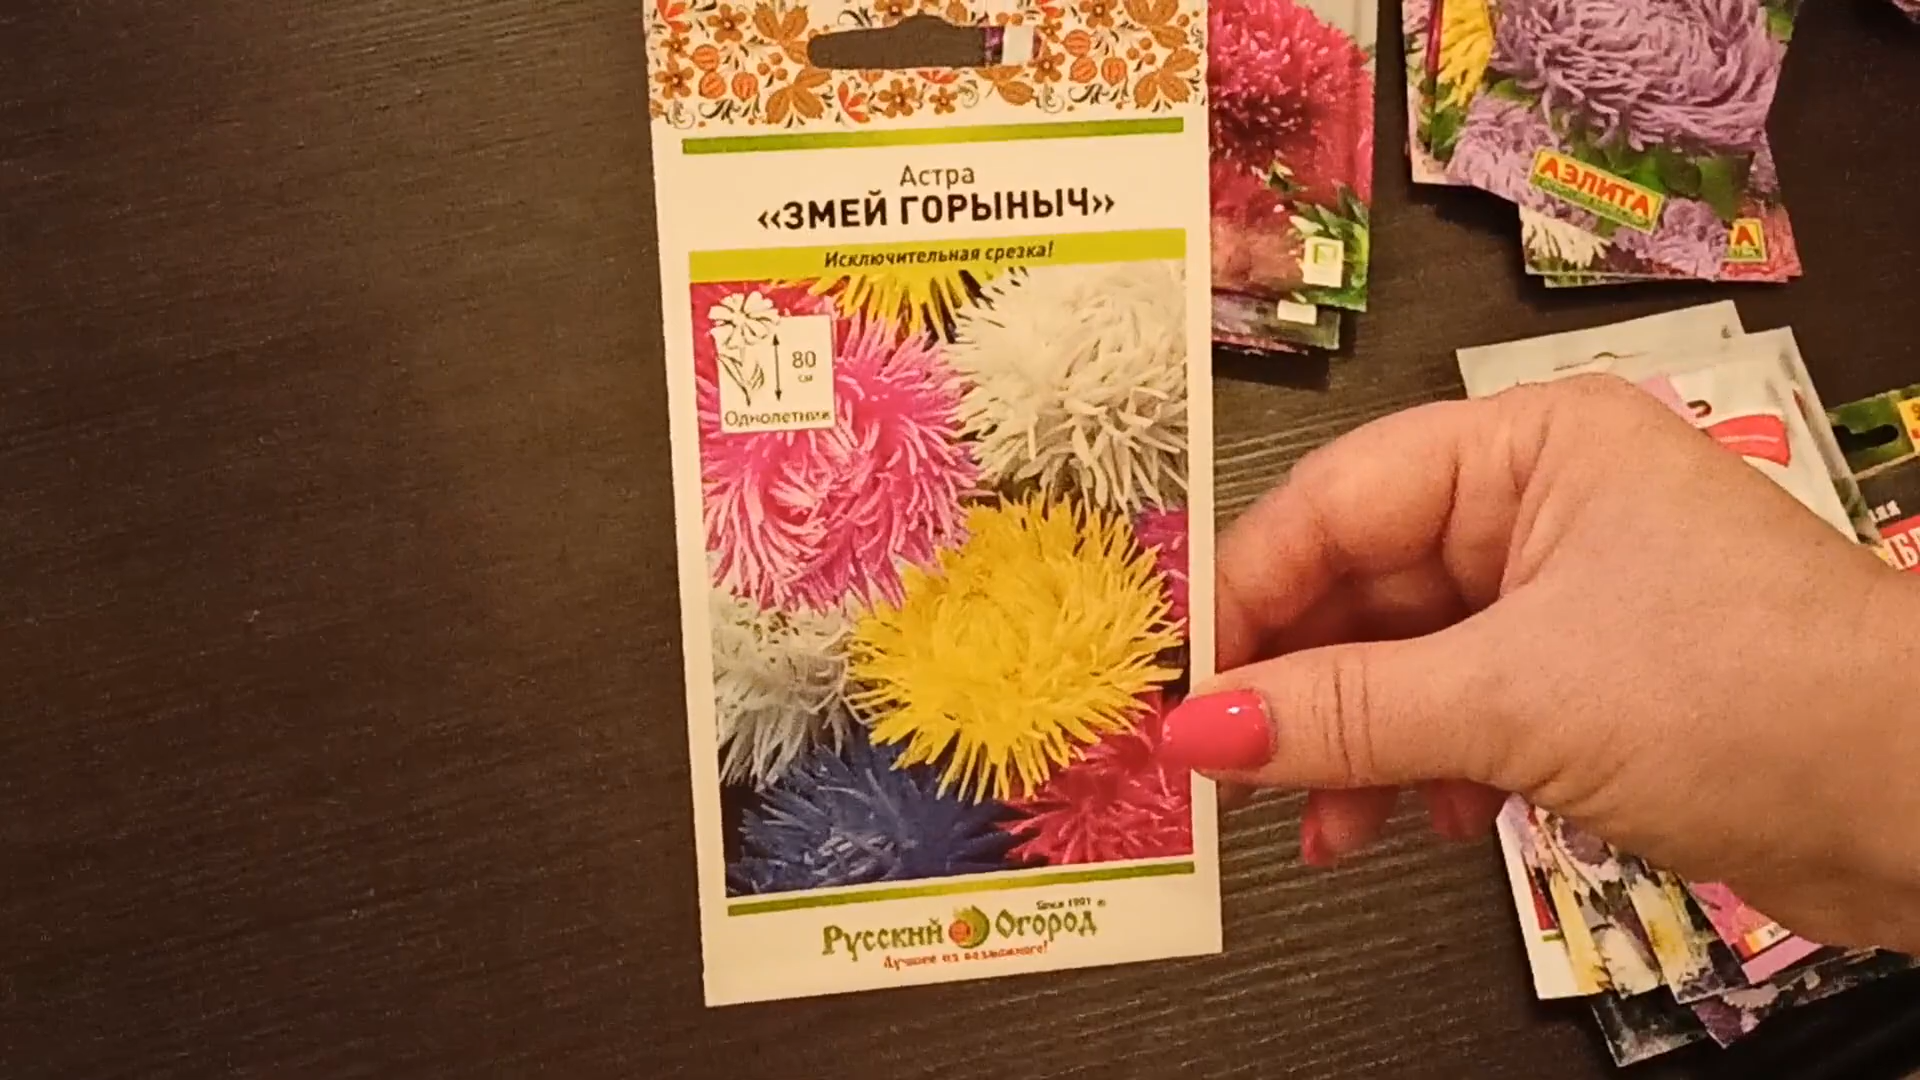 Астра
«ЗМЕЙ ГОРЫНЫЧ»
Исключительная срезка!
80
см
Однолетник
Since 1991 ®
Русский Огород
Лучшее из возможного!
АЭЛИТА